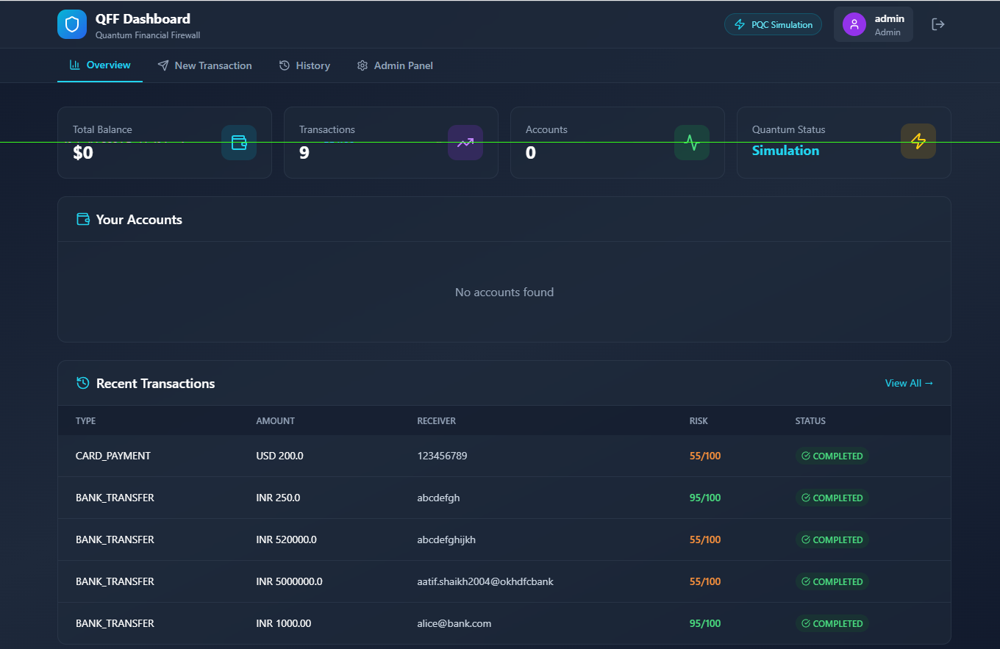 QFF Dashboard
Quantum Financial Firewall
PQC Simulation
admin
Admin
Overview
New Transaction
History
Admin Panel
Total Balance
$0
Transactions
9
Accounts
0
Quantum Status
Simulation
Your Accounts
No accounts found
Recent Transactions
View All →
TYPE AMOUNT RECEIVER RISK STATUS
CARD_PAYMENT USD 200.0 123456789 55/100 COMPLETED
BANK_TRANSFER INR 250.0 abcdefgh 95/100 COMPLETED
BANK_TRANSFER INR 520000.0 abcdefghijkh 55/100 COMPLETED
BANK_TRANSFER INR 5000000.0 aatif.shaikh2004@okhdfcbank 55/100 COMPLETED
BANK_TRANSFER INR 1000.00 alice@bank.com 95/100 COMPLETED